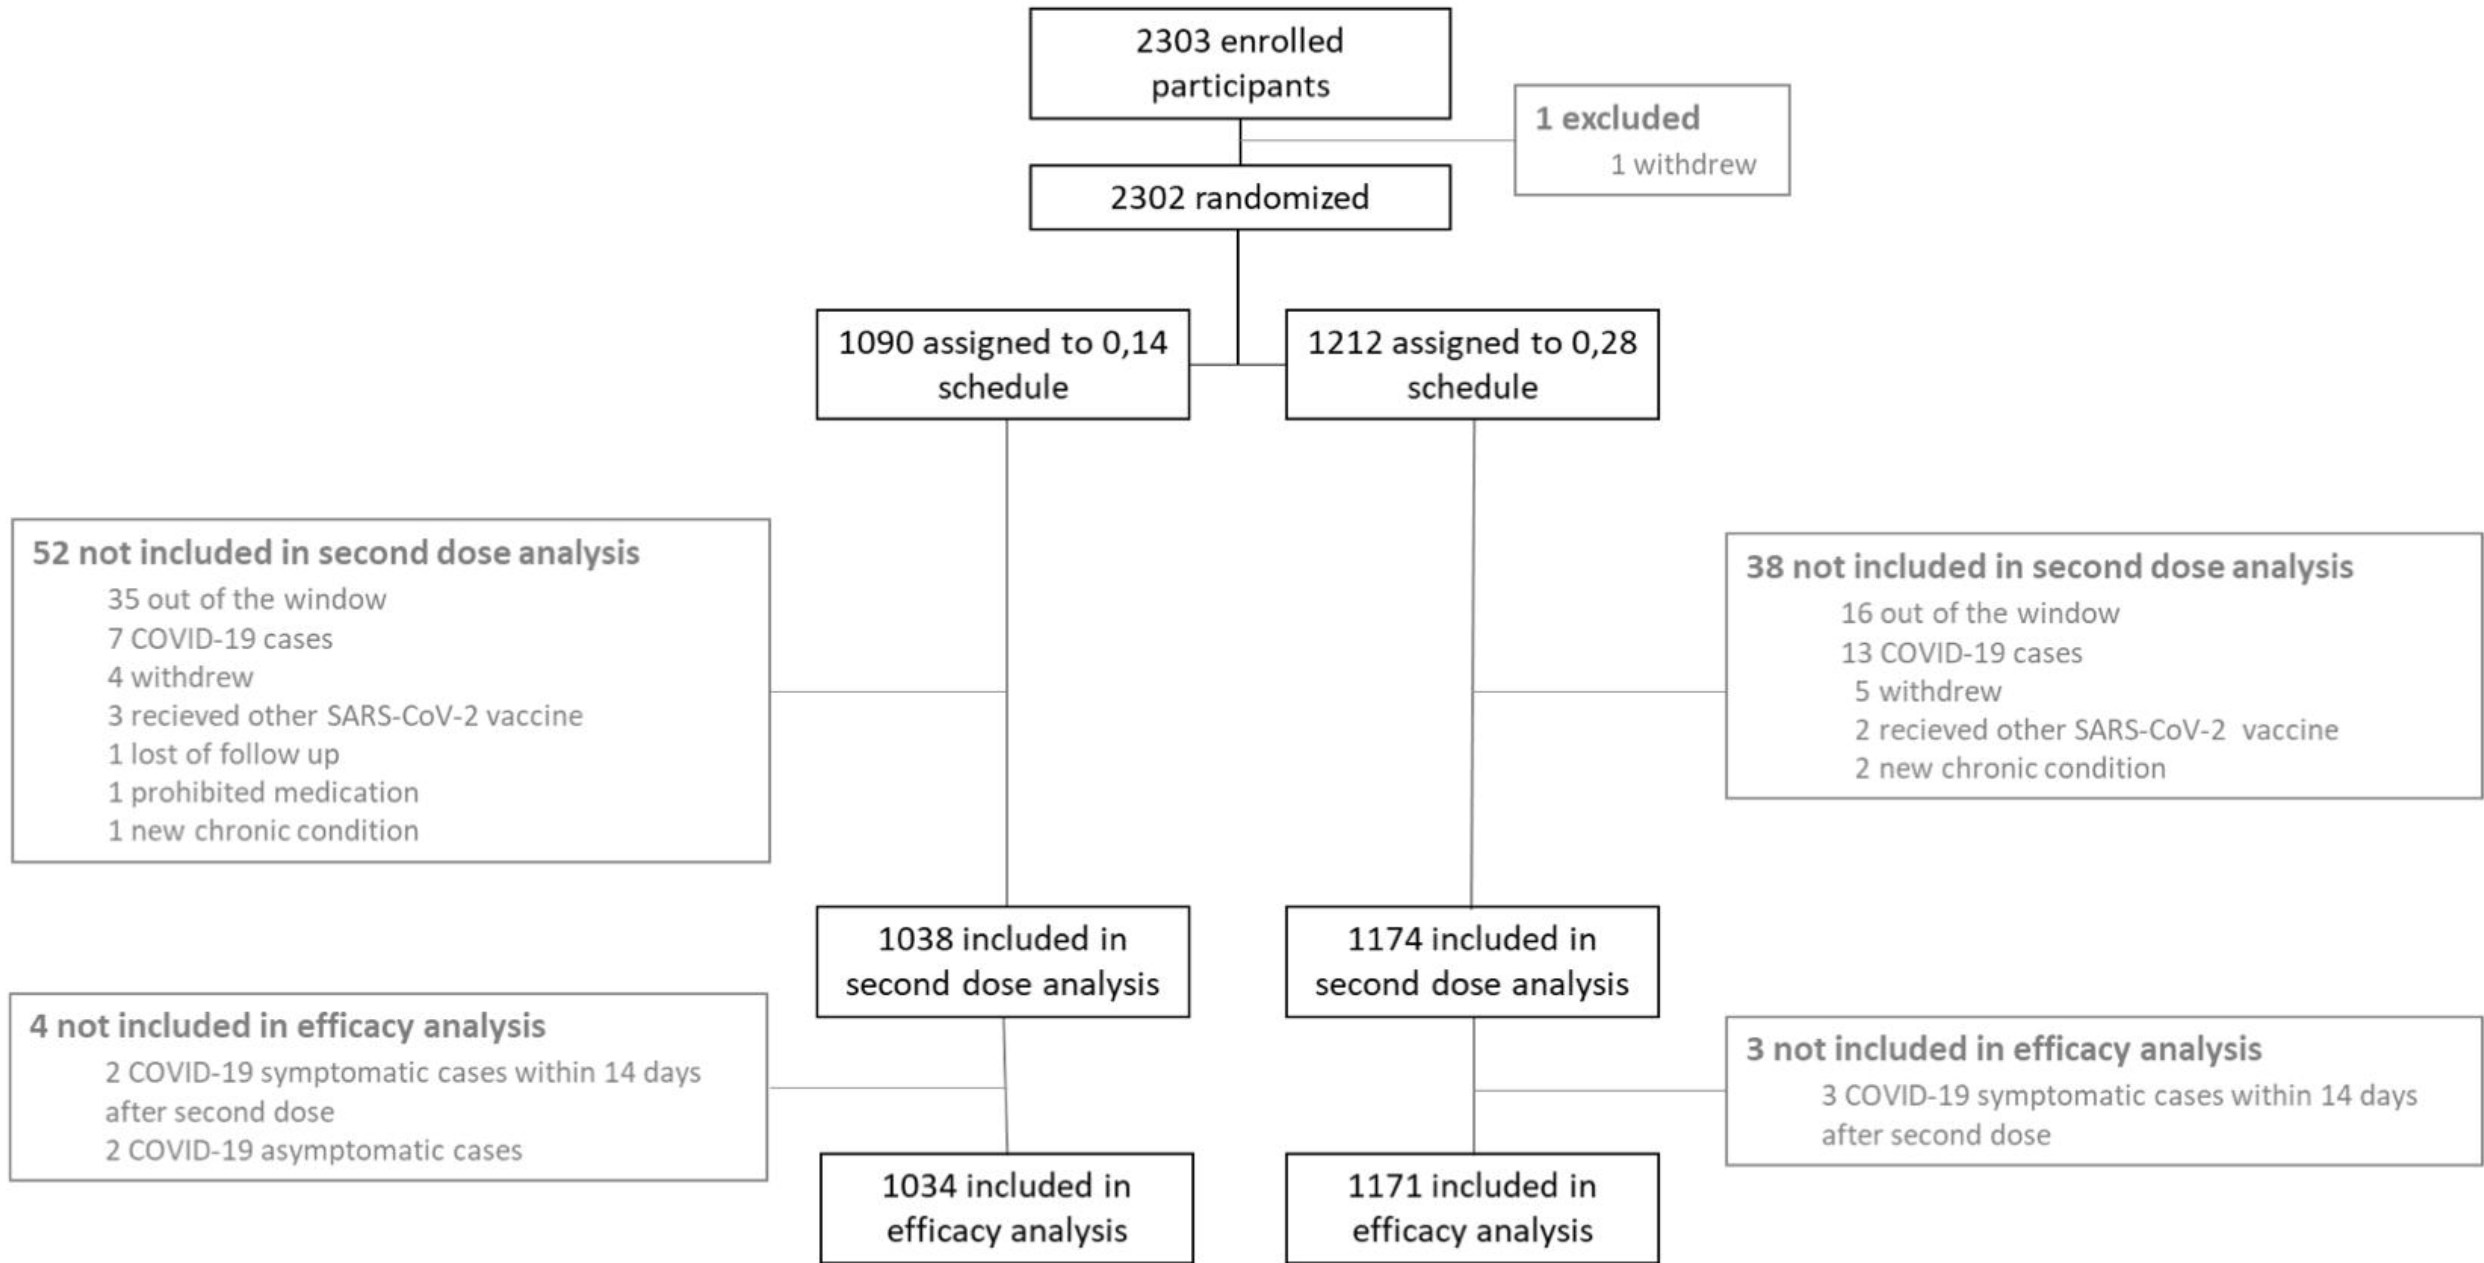 2303 enrolled
participants
1 excluded
1 withdrew
2302 randomized
1090 assigned to 0,14
schedule
1212 assigned to 0,28
schedule
52 not included in second dose analysis
35 out of the window
7 COVID-19 cases
4 withdrew
3 recieved other SARS-CoV-2 vaccine
1 lost of follow up
1 prohibited medication
1 new chronic condition
38 not included in second dose analysis
16 out of the window
13 COVID-19 cases
5 withdrew
2 recieved other SARS-CoV-2 vaccine
2 new chronic condition
1038 included in
second dose analysis
1174 included in
second dose analysis
4 not included in efficacy analysis
2 COVID-19 symptomatic cases within 14 days
after second dose
2 COVID-19 asymptomatic cases
3 not included in efficacy analysis
3 COVID-19 symptomatic cases within 14 days
after second dose
1034 included in
efficacy analysis
1171 included in
efficacy analysis